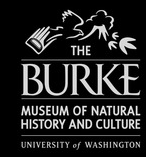 THE
BURKE
MUSEUM OF NATURAL
HISTORY AND CULTURE
UNIVERSITY of WASHINGTON